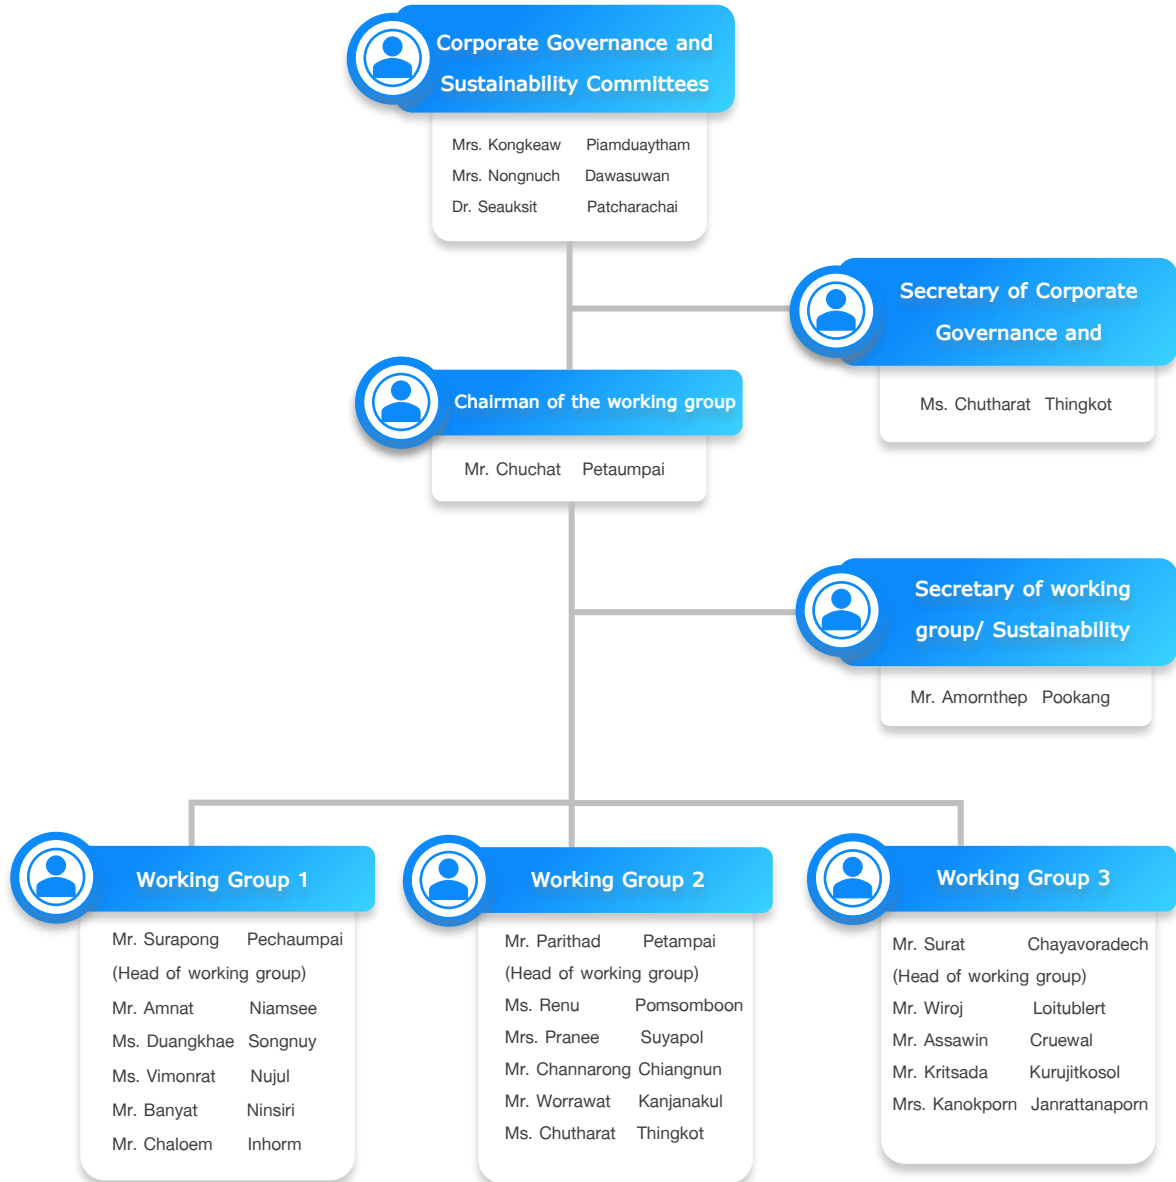 Corporate Governance and
Sustainability Committees
Mrs. Kongkeaw Piamduaytham
Mrs. Nongnuch Dawasuwan
Dr. Seauksit Patcharachai
Secretary of Corporate
Governance and
Ms. Chutharat Thingkot
Chairman of the working group
Mr. Chuchat Petaumpai
Secretary of working
group/ Sustainability
Mr. Amornthep Pookang
Working Group 1
Mr. Surapong Pechaumpai
(Head of working group)
Mr. Amnat Niamsee
Ms. Duangkhae Songnuy
Ms. Vimonrat Nujul
Mr. Banyat Ninsiri
Mr. Chaloem Inhorm
Working Group 2
Mr. Parithad Petampai
(Head of working group)
Ms. Renu Pomsomboon
Mrs. Pranee Suyapol
Mr. Channarong Chiangnun
Mr. Worrawat Kanjanakul
Ms. Chutharat Thingkot
Working Group 3
Mr. Surat Chayavoradech
(Head of working group)
Mr. Wiroj Loitublert
Mr. Assawin Cruewal
Mr. Kritsada Kurujitkosol
Mrs. Kanokporn Janrattanaporn